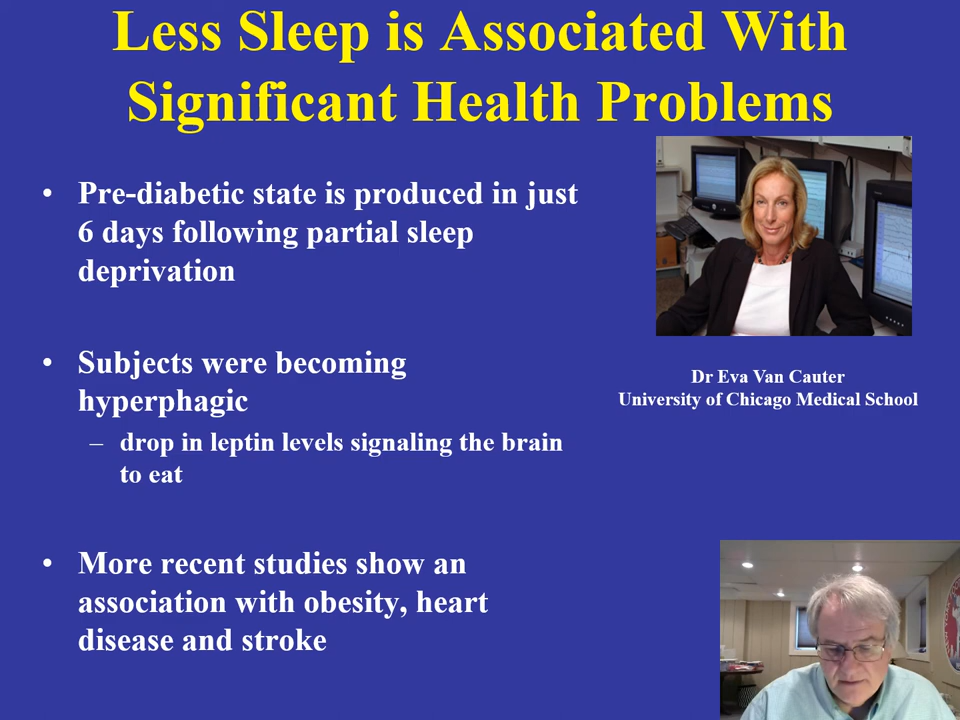 Less Sleep is Associated With
Significant Health Problems
• Pre-diabetic state is produced in just
6 days following partial sleep
deprivation
• Subjects were becoming
hyperphagic
– drop in leptin levels signaling the brain
to eat
• More recent studies show an
association with obesity, heart
disease and stroke
Dr Eva Van Cauter
University of Chicago Medical School